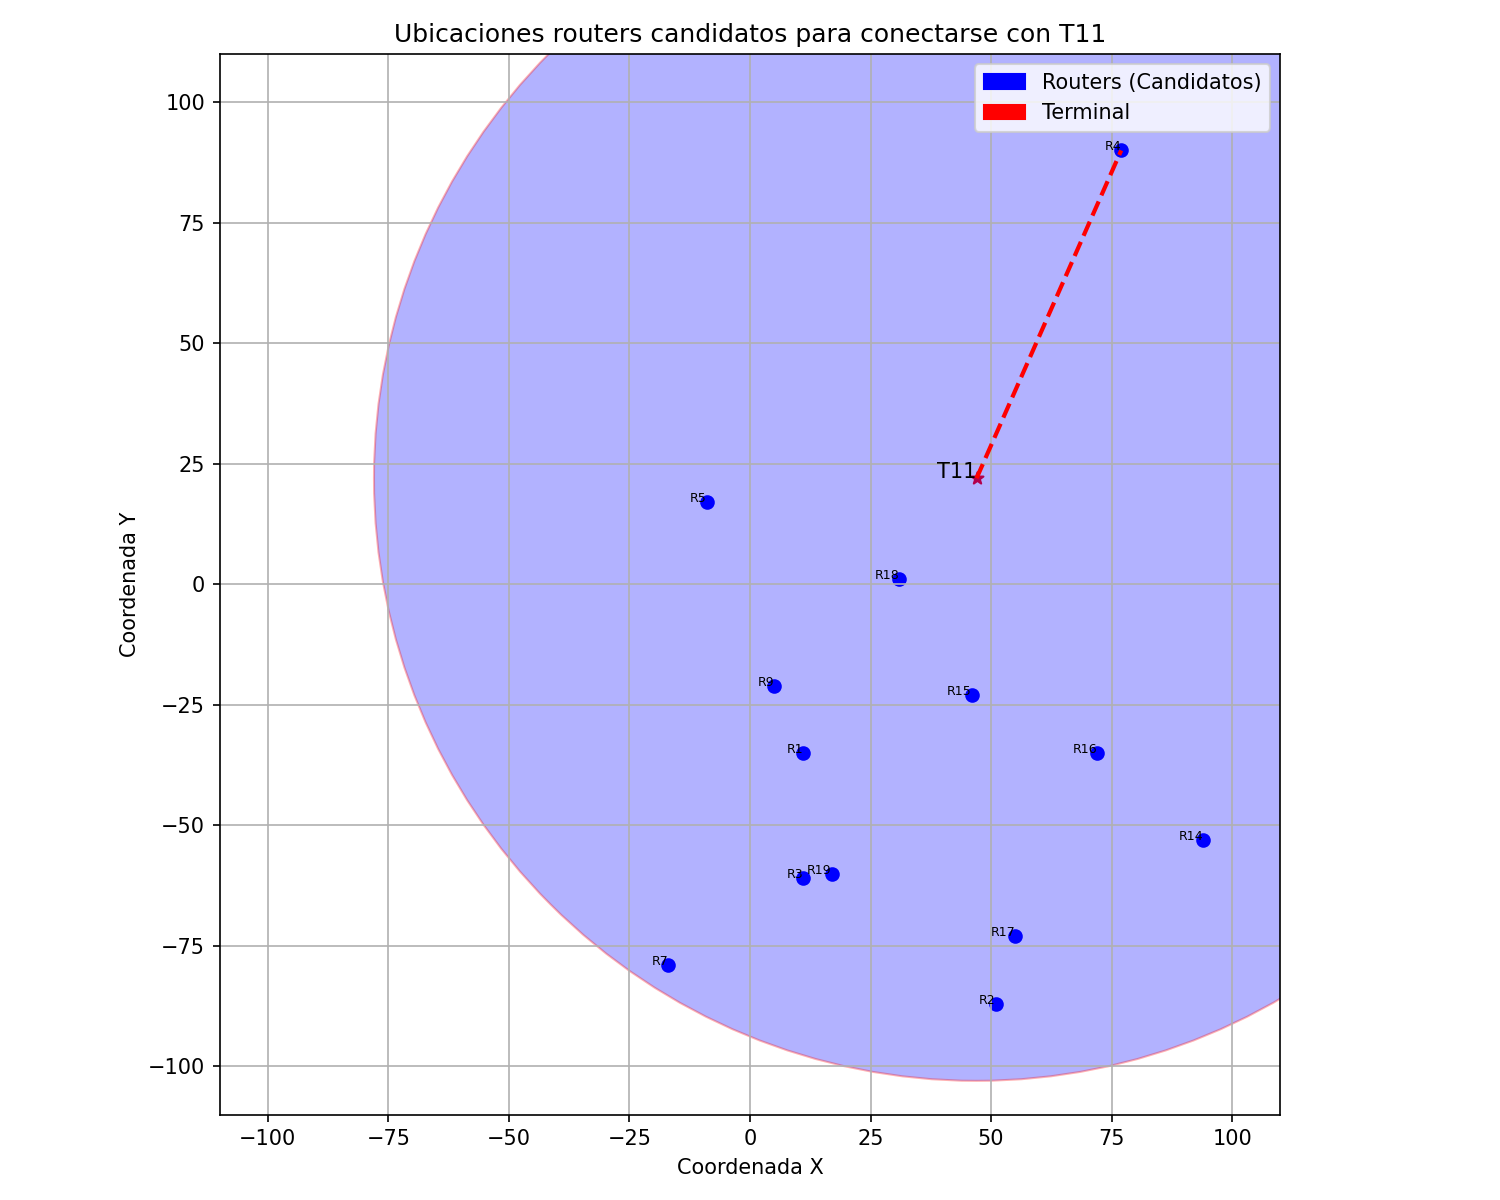 Ubicaciones routers candidatos para conectarse con T11
Routers (Candidatos)
Terminal
100
75
50
25
0
−25
−50
−75
−100
Coordenada Y
R4
T11
R5
R18
R9
R15
R1
R16
R14
R3
R19
R17
R7
R2
−100
−75
−50
−25
0
25
50
75
100
Coordenada X